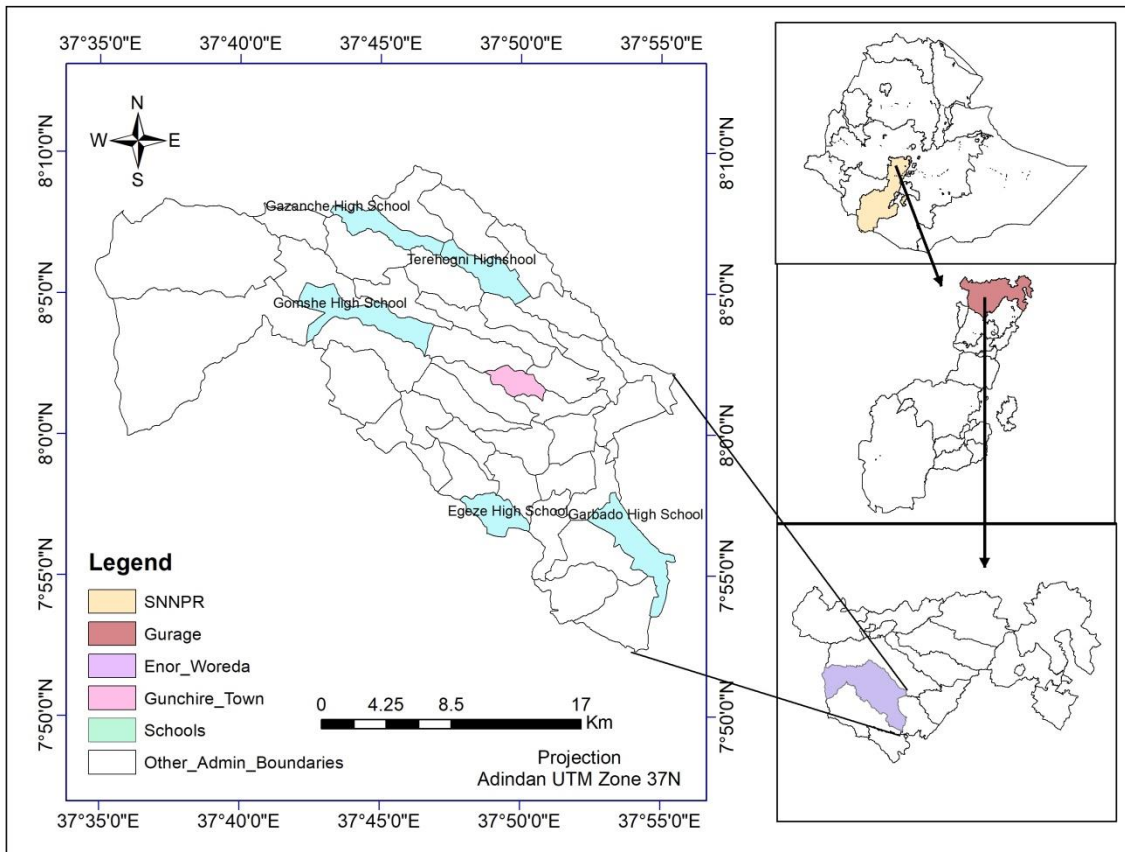 37°35'0"E 37°40'0"E 37°45'0"E 37°50'0"E 37°55'0"E
N
W E
S
8°10'0"N 8°10'0"N
Gazanche High School
Terehogni Highshool
8°5'0"N 8°5'0"N
Gomshe High School
8°0'0"N 8°0'0"N
Egeze High School
Garbado High School
7°55'0"N 7°55'0"N
Legend
SNNPR
Gurage
Enor_Woreda
Gunchire_Town
Schools
Other_Admin_Boundaries
0 4.25 8.5 17
Km
7°50'0"N 7°50'0"N
Projection
Adindan UTM Zone 37N
37°35'0"E 37°40'0"E 37°45'0"E 37°50'0"E 37°55'0"E